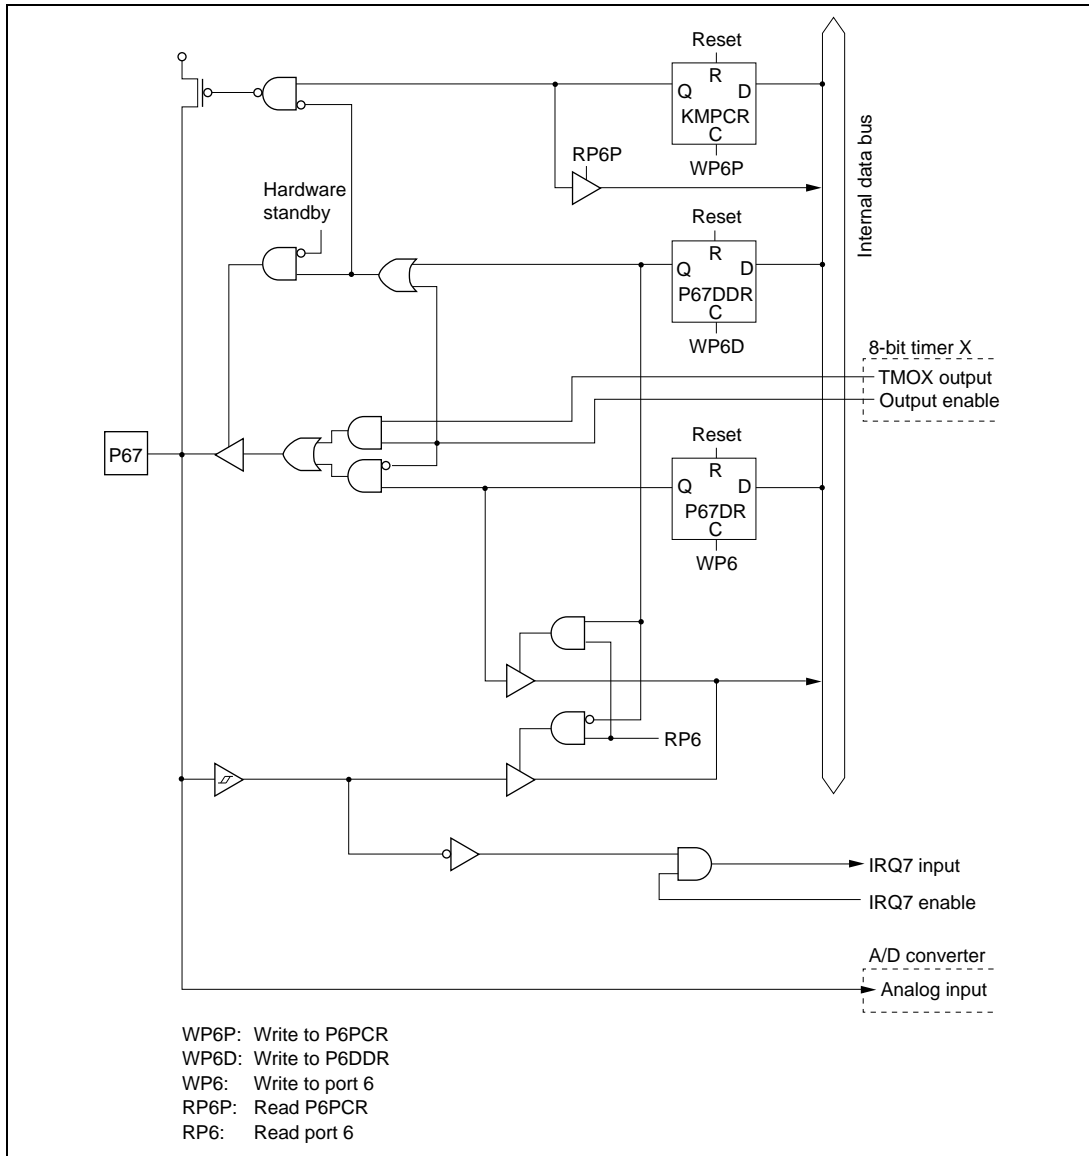 Reset
R
Q
D
KMPCR
C
WP6P
RP6P
Hardware
standby
Internal data bus
Reset
R
Q
D
P67DDR
C
WP6D
8-bit timer X
TMOX output
Output enable
P67
Reset
R
Q
D
P67DR
C
WP6
RP6
IRQ7 input
IRQ7 enable
A/D converter
Analog input
WP6P: Write to P6PCR
WP6D: Write to P6DDR
WP6: Write to port 6
RP6P: Read P6PCR
RP6: Read port 6